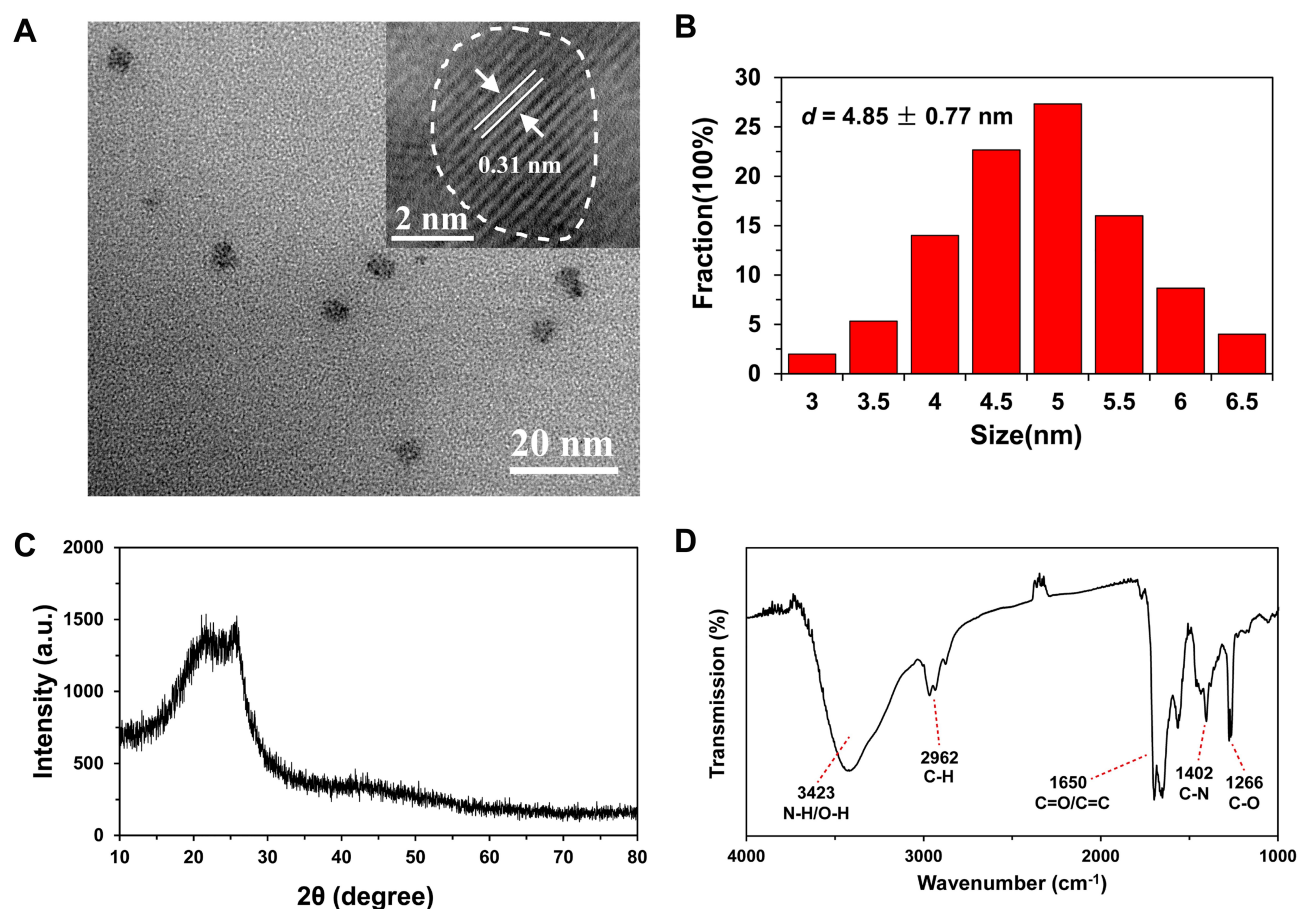 A
0.31 nm
2 nm
20 nm
B
d = 4.85 ± 0.77 nm
Fraction(100%)
30
25
20
15
10
5
0
3 3.5 4 4.5 5 5.5 6 6.5
Size(nm)
C
Intensity (a.u.)
2000
1500
1000
500
0
10 20 30 40 50 60 70 80
2θ (degree)
D
Transmission (%)
3423
N-H/O-H
2962
C-H
1650
C=O/C=C
1402
C-N
1266
C-O
4000 3000 2000 1000
Wavenumber (cm⁻¹)